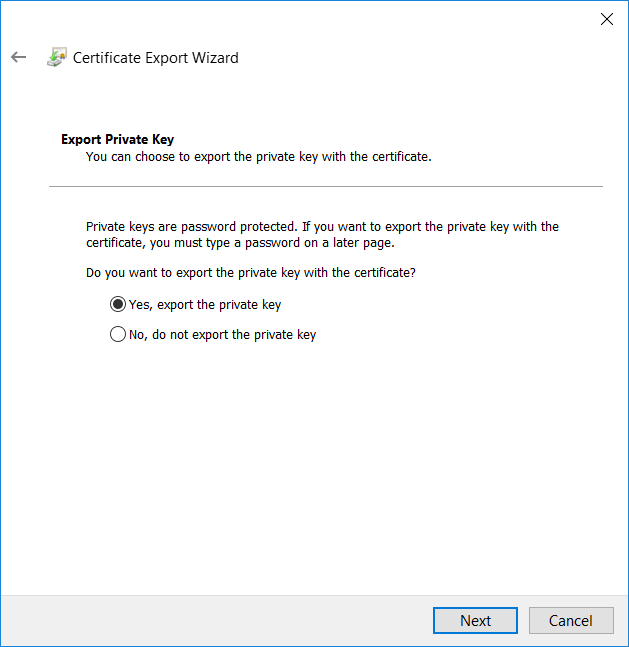 Certificate Export Wizard
Export Private Key
You can choose to export the private key with the certificate.
Private keys are password protected. If you want to export the private key with the
certificate, you must type a password on a later page.
Do you want to export the private key with the certificate?
Yes, export the private key
No, do not export the private key
Next
Cancel